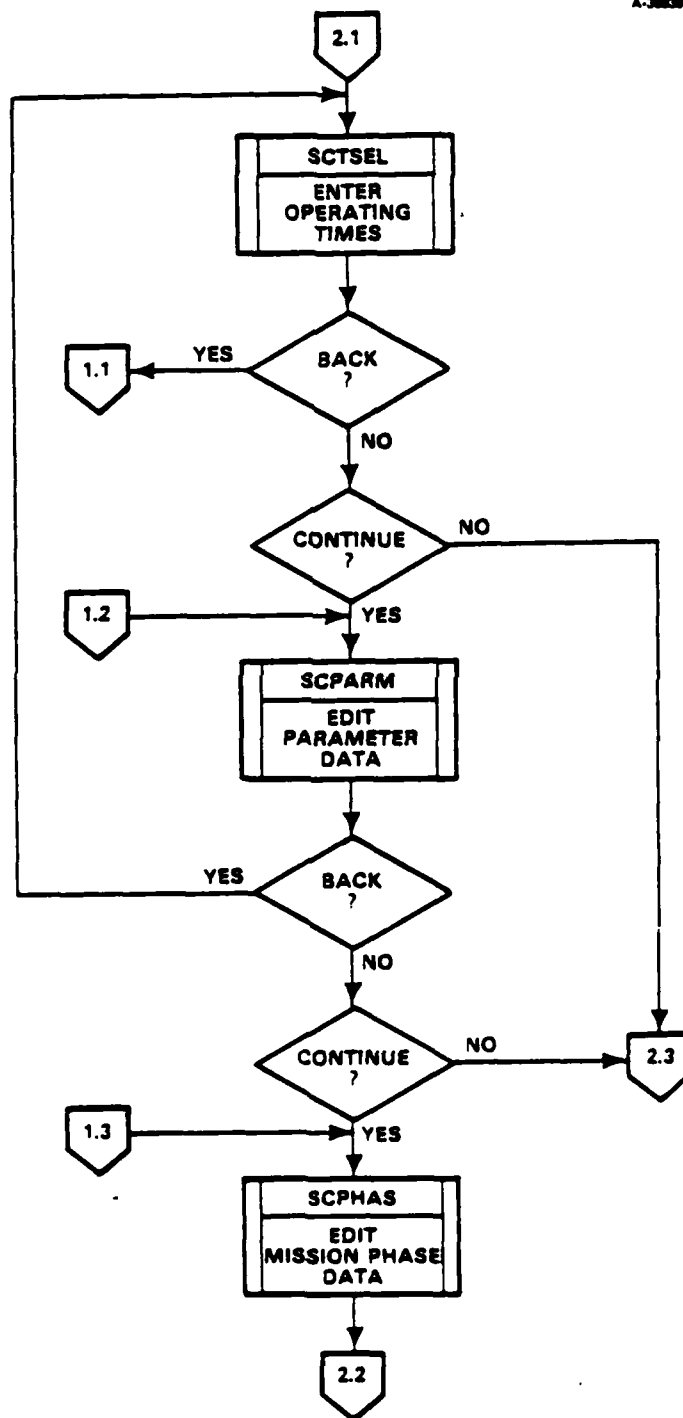 2.1
SCTSEL
ENTER
OPERATING
TIMES
YES
BACK
?
1.1
NO
CONTINUE
?
NO
1.2
YES
SCPARM
EDIT
PARAMETER
DATA
YES
BACK
?
NO
CONTINUE
?
NO
2.3
1.3
YES
SCPHAS
EDIT
MISSION PHASE
DATA
2.2